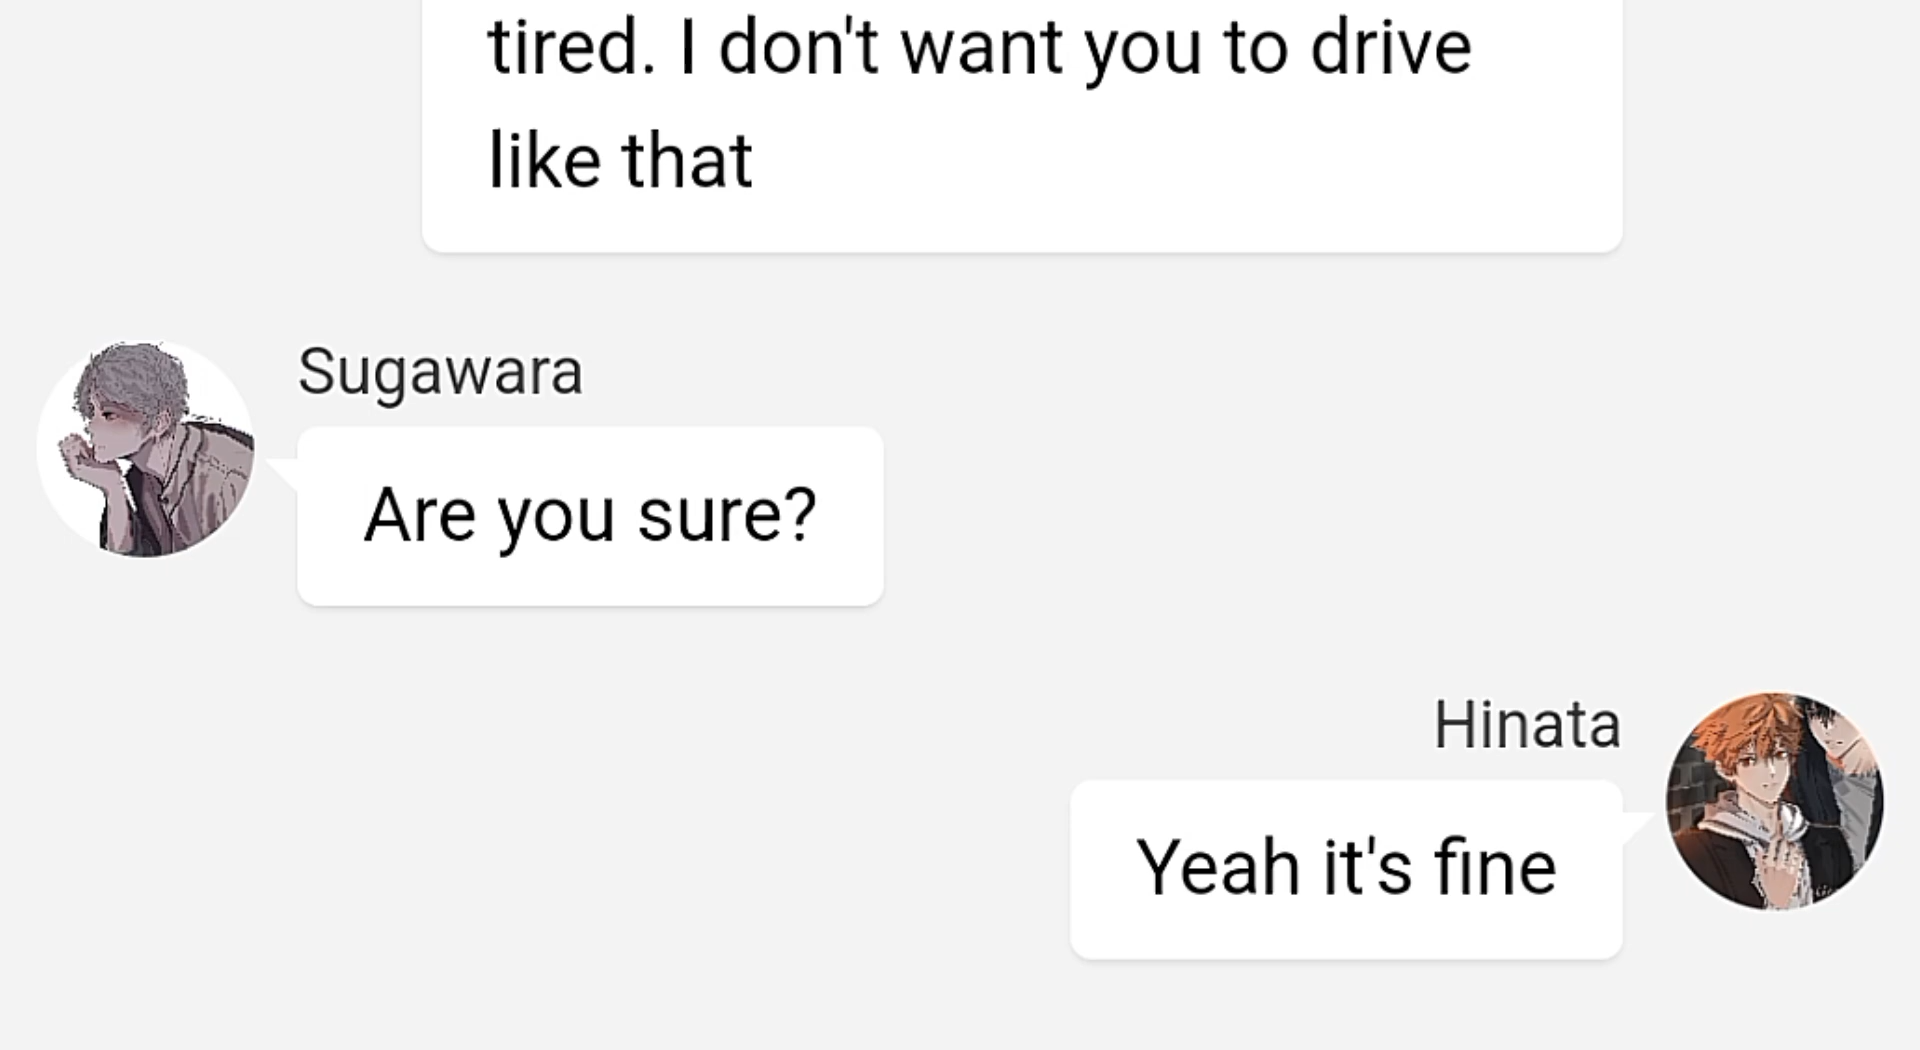 tired. I don't want you to drive
like that
Sugawara
Are you sure?
Hinata
Yeah it's fine